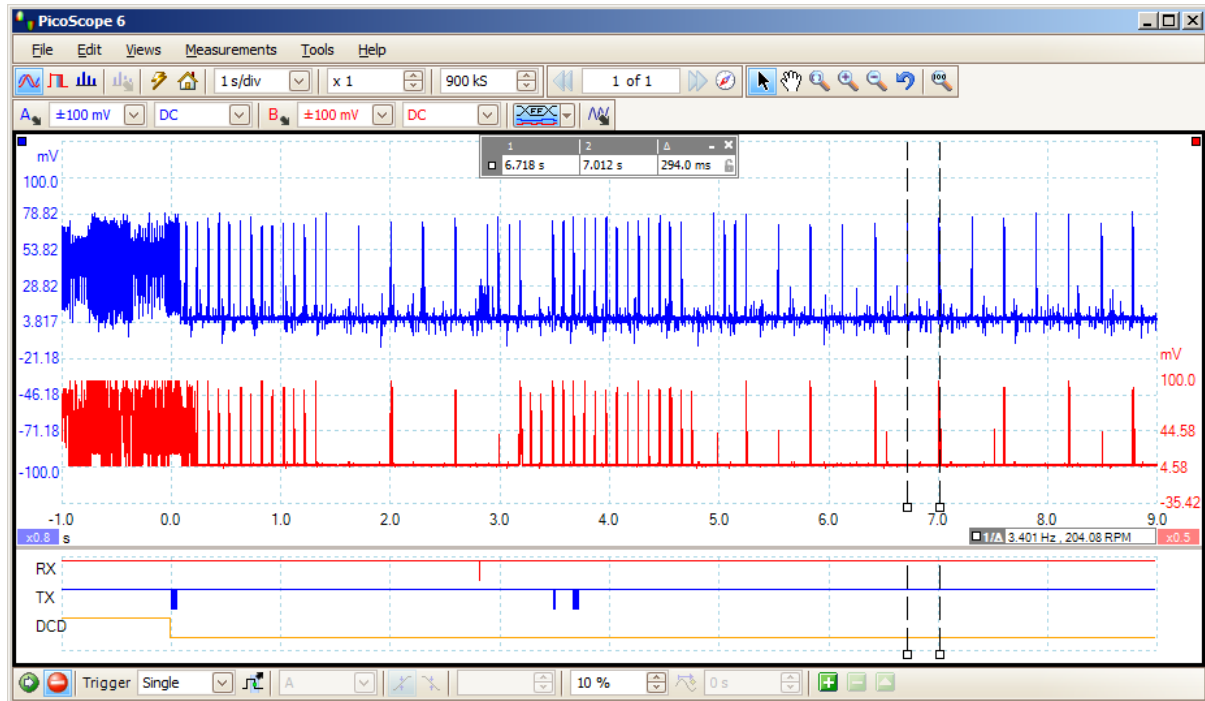 PicoScope 6
File Edit Views Measurements Tools Help
1 s/div x 1 900 kS 1 of 1 100
A ±100 mV DC B ±100 mV DC FF
1 2 Δ
6.718 s 7.012 s 294.0 ms
mV
100.0
78.82
53.82
28.82
3.817
-21.18
-46.18
-71.18
-100.0
mV
100.0
44.58
4.58
-35.42
-1.0 0.0 1.0 2.0 3.0 4.0 5.0 6.0 7.0 8.0 9.0
x0.8 s 1/Δ 3.401 Hz , 204.08 RPM x0.5
RX
TX
DCD
Trigger Single A 10 % 0 s